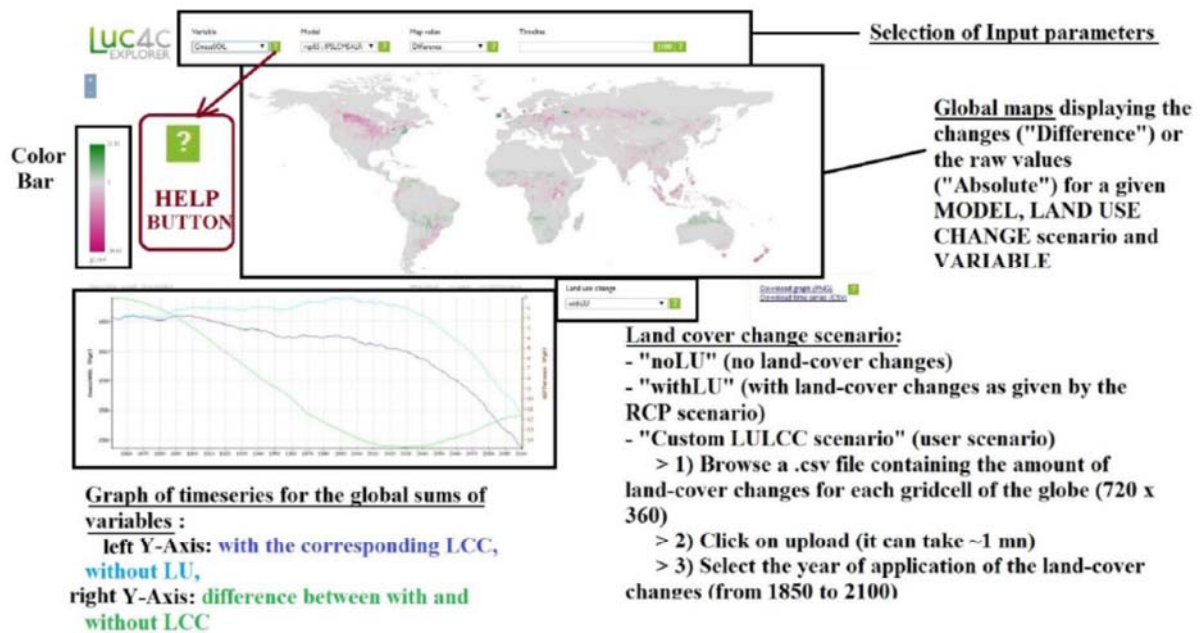 Luc4C
EXPLORER
Variable
Model
Map value
Timeline
Difference
Selection of Input parameters
Color
Bar
?
HELP
BUTTON
Global maps displaying the
changes ("Difference") or
the raw values
("Absolute") for a given
MODEL, LAND USE
CHANGE scenario and
VARIABLE
Land use change
withLU
Download graph (PNG)
Download time series (CSV)
Land cover change scenario:
- "noLU" (no land-cover changes)
- "withLU" (with land-cover changes as given by the
RCP scenario)
- "Custom LULCC scenario" (user scenario)
> 1) Browse a .csv file containing the amount of
land-cover changes for each gridcell of the globe (720 x
360)
> 2) Click on upload (it can take ~1 mn)
> 3) Select the year of application of the land-cover
changes (from 1850 to 2100)
Graph of timeseries for the global sums of
variables :
left Y-Axis: with the corresponding LCC,
without LU,
right Y-Axis: difference between with and
without LCC